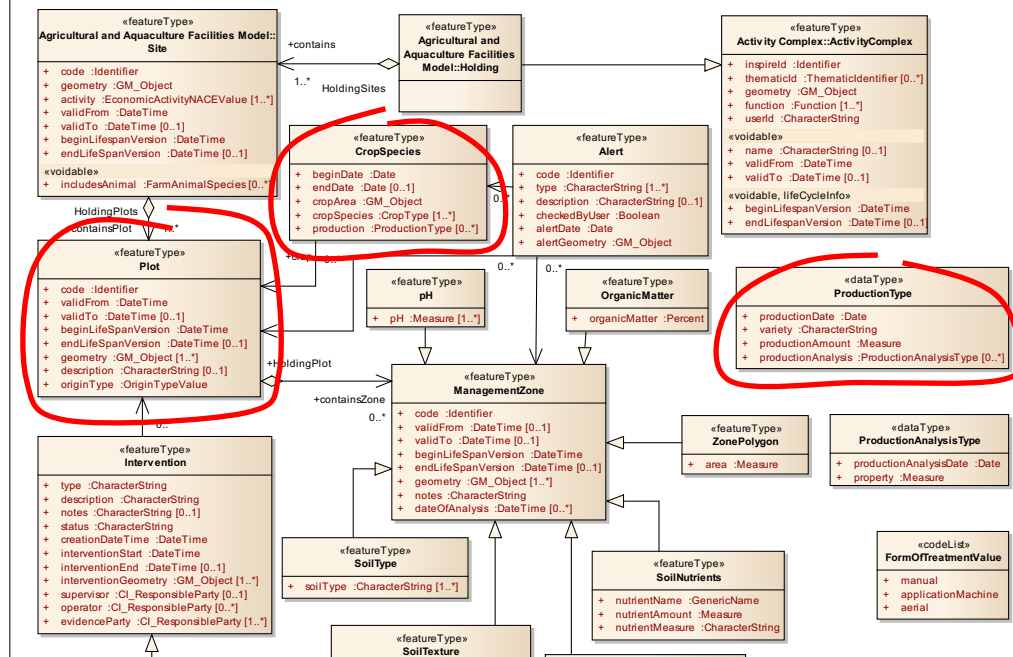 «featureType»
Agricultural and Aquaculture Facilities Model::
Site
+ code :Identifier
+ geometry :GM_Object
+ activity :EconomicActivityNACEValue [1..*]
+ validFrom :DateTime
+ validTo :DateTime [0..1]
+ beginLifespanVersion :DateTime
+ endLifeSpanVersion :DateTime [0..1]
«voidable»
+ includesAnimal :FarmAnimalSpecies [0..*]
+contains
1..*
HoldingSites
«featureType»
Agricultural and
Aquaculture Facilities
Model::Holding
«featureType»
Activity Complex::ActivityComplex
+ inspireId :Identifier
+ thematicId :ThematicIdentifier [0..*]
+ geometry :GM_Object
+ function :Function [1..*]
+ userId :CharacterString
«voidable»
+ name :CharacterString [0..1]
+ validFrom :DateTime
+ validTo :DateTime [0..1]
«voidable, lifeCycleInfo»
+ beginLifespanVersion :DateTime
+ endLifespanVersion :DateTime [0..1]
«featureType»
CropSpecies
+ beginDate :Date
+ endDate :Date [0..1]
+ cropArea :GM_Object
+ cropSpecies :CropType [1..*]
+ production :ProductionType [0..*]
«featureType»
Alert
+ code :Identifier
+ type :CharacterString [1..*]
+ description :CharacterString [0..1]
+ checkedByUser :Boolean
+ alertDate :Date
+ alertGeometry :GM_Object
0..*
0..*
HoldingPlots
containsPlot
«featureType»
Plot
+ code :Identifier
+ validFrom :DateTime
+ validTo :DateTime [0..1]
+ beginLifeSpanVersion :DateTime
+ endLifeSpanVersion :DateTime [0..1]
+ geometry :GM_Object [1..*]
+ description :CharacterString [0..1]
+ originType :OriginTypeValue
«featureType»
pH
+ pH :Measure [1..*]
«featureType»
OrganicMatter
+ organicMatter :Percent
«dataType»
ProductionType
+ productionDate :Date
+ variety :CharacterString
+ productionAmount :Measure
+ productionAnalysis :ProductionAnalysisType [0..*]
+HoldingPlot
+containsZone
0..*
«featureType»
ManagementZone
+ code :Identifier
+ validFrom :DateTime [0..1]
+ validTo :DateTime [0..1]
+ beginLifeSpanVersion :DateTime
+ endLifeSpanVersion :DateTime [0..1]
+ geometry :GM_Object [1..*]
+ notes :CharacterString
+ dateOfAnalysis :DateTime [0..*]
«featureType»
ZonePolygon
+ area :Measure
«dataType»
ProductionAnalysisType
+ productionAnalysisDate :Date
+ property :Measure
«featureType»
Intervention
+ type :CharacterString
+ description :CharacterString
+ notes :CharacterString [0..1]
+ status :CharacterString
+ creationDateTime :DateTime
+ interventionStart :DateTime
+ interventionEnd :DateTime [0..1]
+ interventionGeometry :GM_Object [1..*]
+ supervisor :CI_ResponsibleParty [0..1]
+ operator :CI_ResponsibleParty [0..*]
+ evidenceParty :CI_ResponsibleParty [1..*]
«featureType»
SoilType
+ soilType :CharacterString [1..*]
«featureType»
SoilNutrients
+ nutrientName :GenericName
+ nutrientAmount :Measure
+ nutrientMeasure :CharacterString
«codeList»
FormOfTreatmentValue
+ manual
+ applicationMachine
+ aerial
«featureType»
SoilTexture